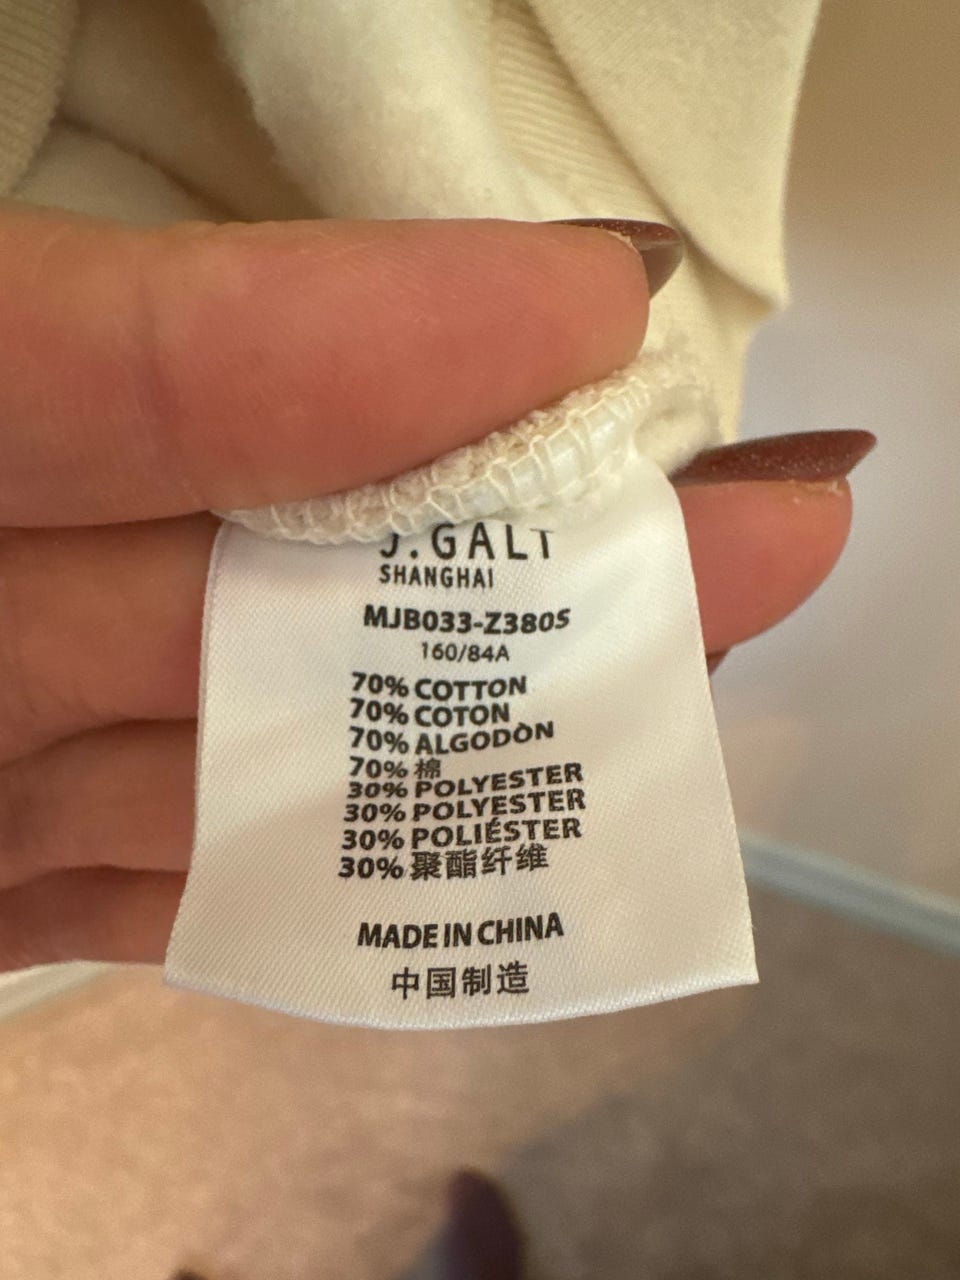 J.GALT
SHANGHAI
MJB033-Z380S
160/84A
70% COTTON
70% COTON
70% ALGODÒN
70% 棉
30% POLYESTER
30% POLYESTER
30% POLIÉSTER
30% 聚酯纤维
MADE IN CHINA
中国制造